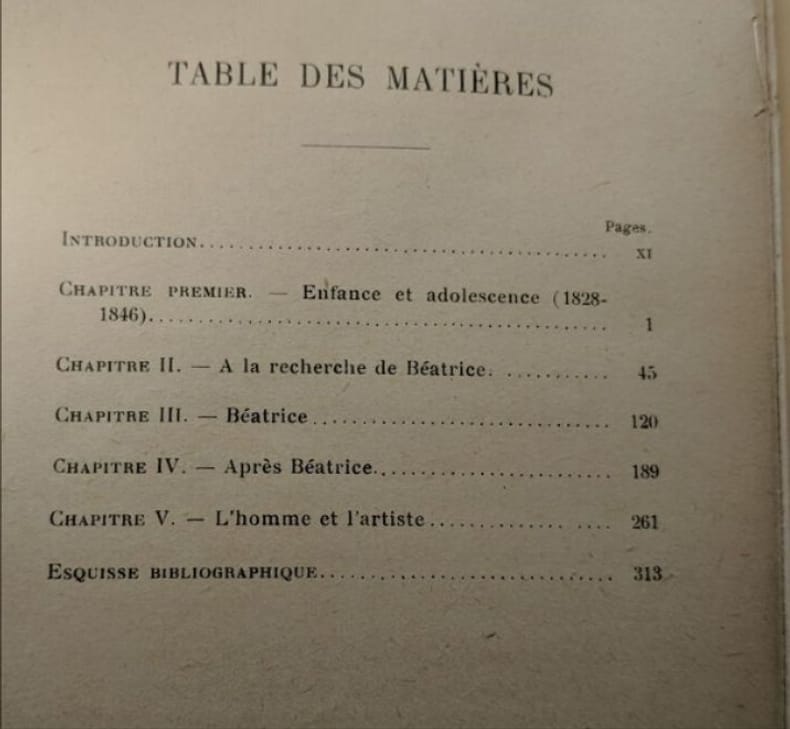 TABLE DES MATIÈRES
Pages.
INTRODUCTION........................................ XI
CHAPITRE PREMIER. — Enfance et adolescence (1828-
1846)............................................... 1
CHAPITRE II. — A la recherche de Béatrice. ........... 45
CHAPITRE III. — Béatrice.............................. 120
CHAPITRE IV. — Après Béatrice......................... 189
CHAPITRE V. — L'homme et l'artiste.............. .... 261
ESQUISSE BIBLIOGRAPHIQUE............................. 313